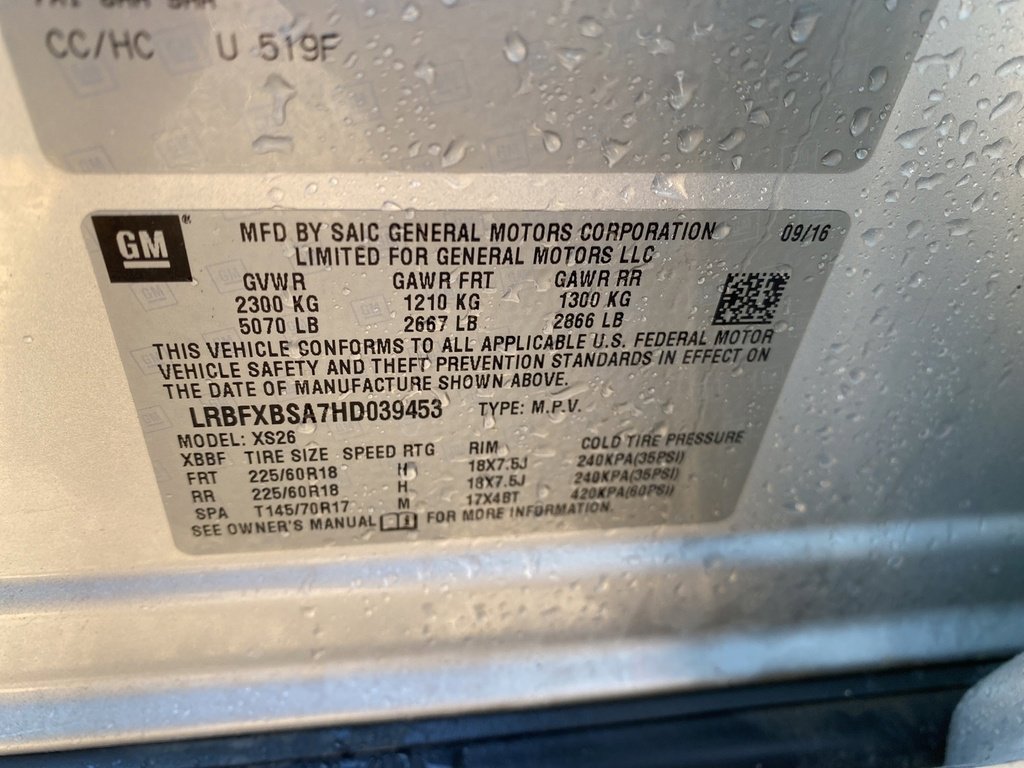 CC/HC U 519F
GM
MFD BY SAIC GENERAL MOTORS CORPORATION 09/16
LIMITED FOR GENERAL MOTORS LLC
GVWR GAWR FRT GAWR RR
2300 KG 1210 KG 1300 KG
5070 LB 2667 LB 2866 LB
THIS VEHICLE CONFORMS TO ALL APPLICABLE U.S. FEDERAL MOTOR
VEHICLE SAFETY AND THEFT PREVENTION STANDARDS IN EFFECT ON
THE DATE OF MANUFACTURE SHOWN ABOVE.
LRBFXBSA7HD039453 TYPE: M.P.V.
MODEL: XS26
XBBF TIRE SIZE SPEED RTG RIM COLD TIRE PRESSURE
FRT 225/60R18 H 18X7.5J 240KPA(35PSI)
RR 225/60R18 H 18X7.5J 240KPA(35PSI)
SPA T145/70R17 M 17X4BT 420KPA(60PSI)
SEE OWNER'S MANUAL FOR MORE INFORMATION.